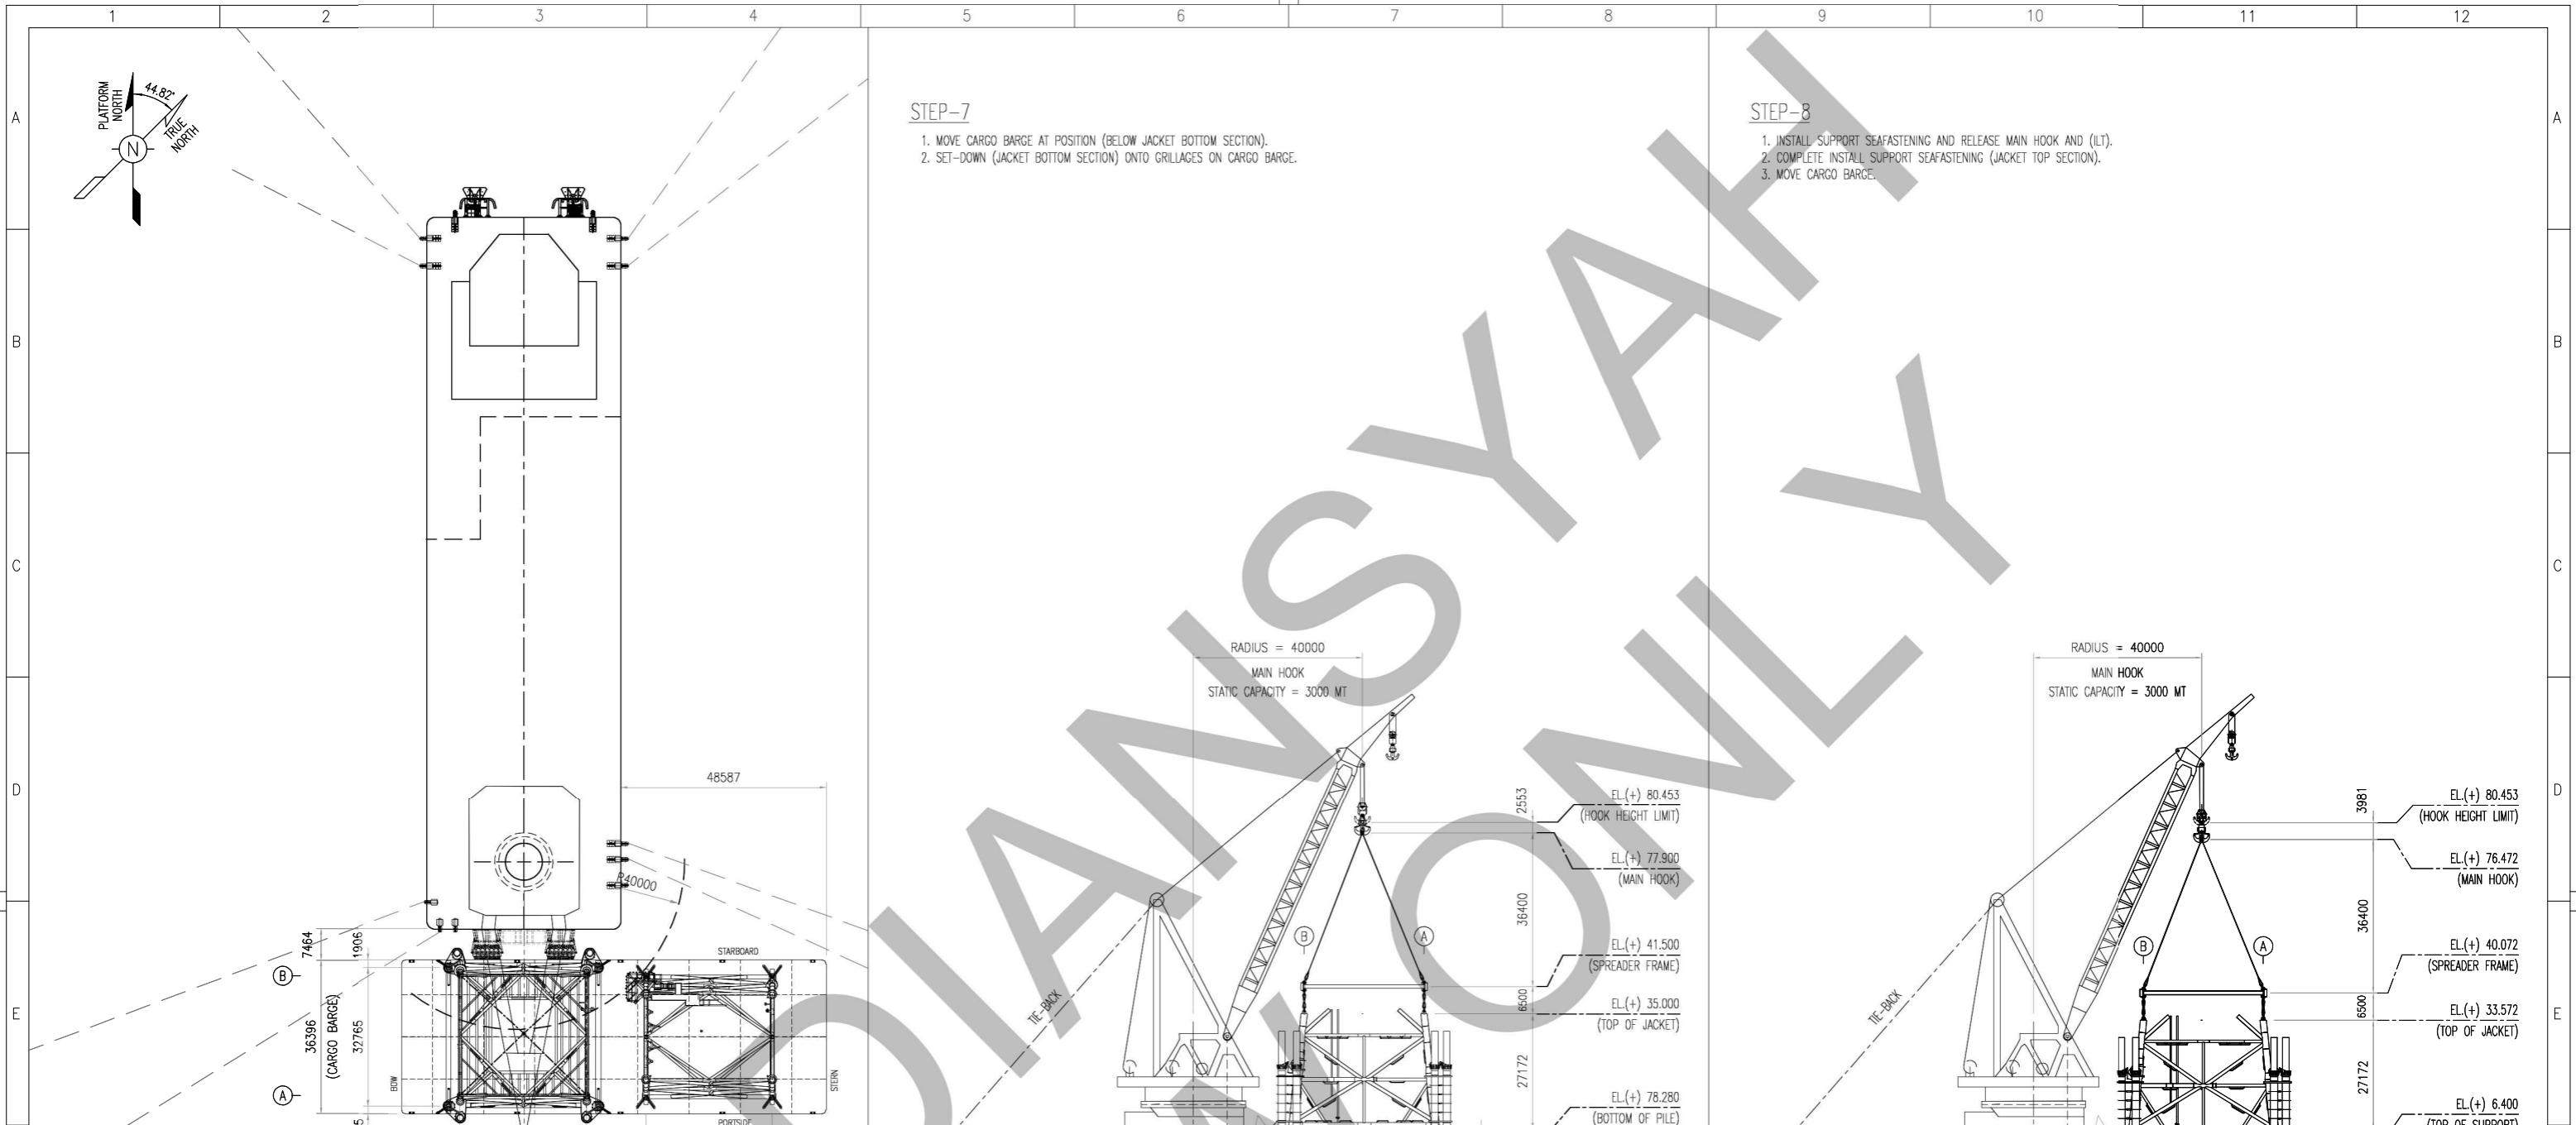 1 2 3 4 5 6 7 8 9 10 11 12
A
B
C
D
E
PLATFORM
NORTH
44.82°
TRUE
NORTH
N
48587
R40000
7464
1906
B
36396
(CARGO BARGE)
32765
A
BOW
STARBOARD
STERN
PORTSIDE
STEP-7
1. MOVE CARGO BARGE AT POSITION (BELOW JACKET BOTTOM SECTION).
2. SET-DOWN (JACKET BOTTOM SECTION) ONTO GRILLAGES ON CARGO BARGE.
RADIUS = 40000
MAIN HOOK
STATIC CAPACITY = 3000 MT
TIE-BACK
B
A
2553
36400
6500
27172
EL.(+) 80.453
(HOOK HEIGHT LIMIT)
EL.(+) 77.900
(MAIN HOOK)
EL.(+) 41.500
(SPREADER FRAME)
EL.(+) 35.000
(TOP OF JACKET)
EL.(+) 78.280
(BOTTOM OF PILE)
STEP-8
1. INSTALL SUPPORT SEAFASTENING AND RELEASE MAIN HOOK AND (ILT).
2. COMPLETE INSTALL SUPPORT SEAFASTENING (JACKET TOP SECTION).
3. MOVE CARGO BARGE.
RADIUS = 40000
MAIN HOOK
STATIC CAPACITY = 3000 MT
TIE-BACK
B
A
3981
36400
6500
27172
EL.(+) 80.453
(HOOK HEIGHT LIMIT)
EL.(+) 76.472
(MAIN HOOK)
EL.(+) 40.072
(SPREADER FRAME)
EL.(+) 33.572
(TOP OF JACKET)
EL.(+) 6.400
(TOP OF SUPPORT)
A
B
C
D
E
DIANSYAH
ONLY